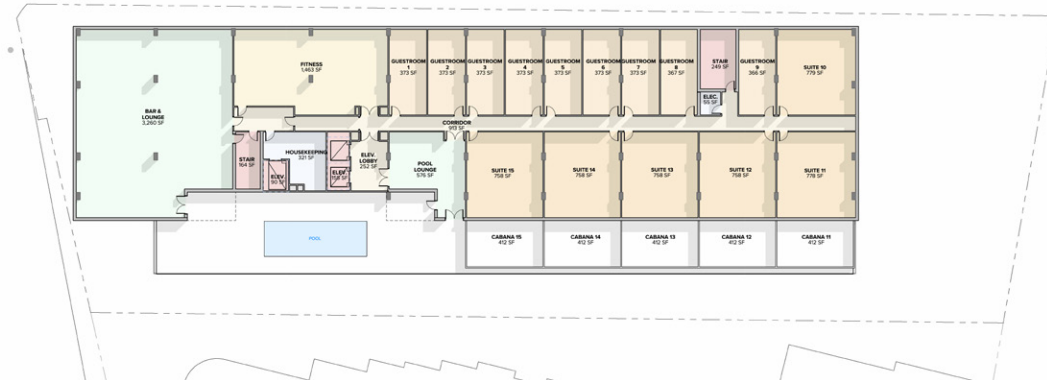 BAR &
LOUNGE
3,260 SF
FITNESS
1,463 SF
GUESTROOM
1
373 SF
GUESTROOM
2
373 SF
GUESTROOM
3
373 SF
GUESTROOM
4
373 SF
GUESTROOM
5
373 SF
GUESTROOM
6
373 SF
GUESTROOM
7
373 SF
GUESTROOM
8
367 SF
STAIR
249 SF
ELEC.
55 SF
GUESTROOM
9
366 SF
SUITE 10
779 SF
CORRIDOR
913 SF
STAIR
164 SF
HOUSEKEEPING
321 SF
ELEV.
90 SF
ELEV.
SF
ELEV.
LOBBY
252 SF
POOL
LOUNGE
576 SF
SUITE 15
758 SF
SUITE 14
758 SF
SUITE 13
758 SF
SUITE 12
758 SF
SUITE 11
778 SF
POOL
CABANA 15
412 SF
CABANA 14
412 SF
CABANA 13
412 SF
CABANA 12
412 SF
CABANA 11
412 SF